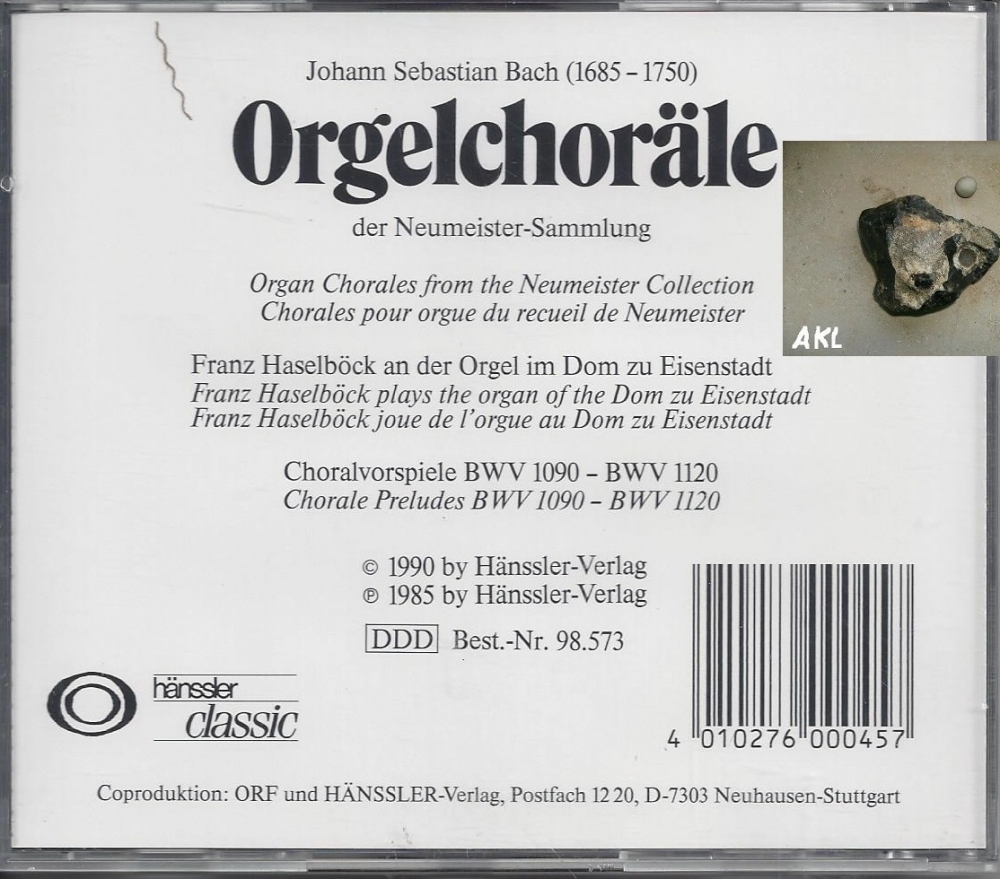 Johann Sebastian Bach (1685 – 1750)
Orgelchoräle
der Neumeister-Sammlung
Organ Chorales from the Neumeister Collection
Chorales pour orgue du recueil de Neumeister
AKL
Franz Haselböck an der Orgel im Dom zu Eisenstadt
Franz Haselböck plays the organ of the Dom zu Eisenstadt
Franz Haselböck joue de l'orgue au Dom zu Eisenstadt
Choralvorspiele BWV 1090 – BWV 1120
Chorale Preludes BWV 1090 – BWV 1120
© 1990 by Hänssler-Verlag
℗ 1985 by Hänssler-Verlag
DDD Best.-Nr. 98.573
hänssler
classic
4 010276 000457
Coproduktion: ORF und HÄNSSLER-Verlag, Postfach 12 20, D-7303 Neuhausen-Stuttgart